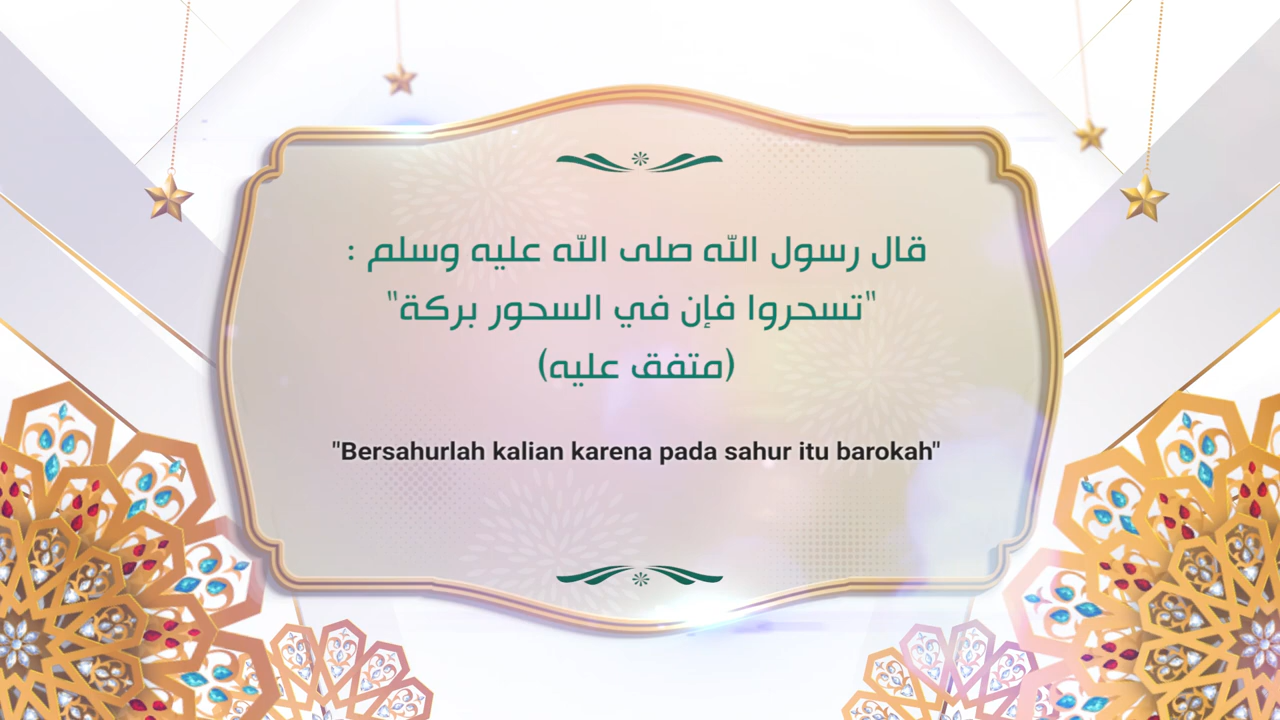 قال رسول الله صلى الله عليه وسلم :
"تسحروا فإن في السحور بركة"
(متفق عليه)
"Bersahurlah kalian karena pada sahur itu barokah"